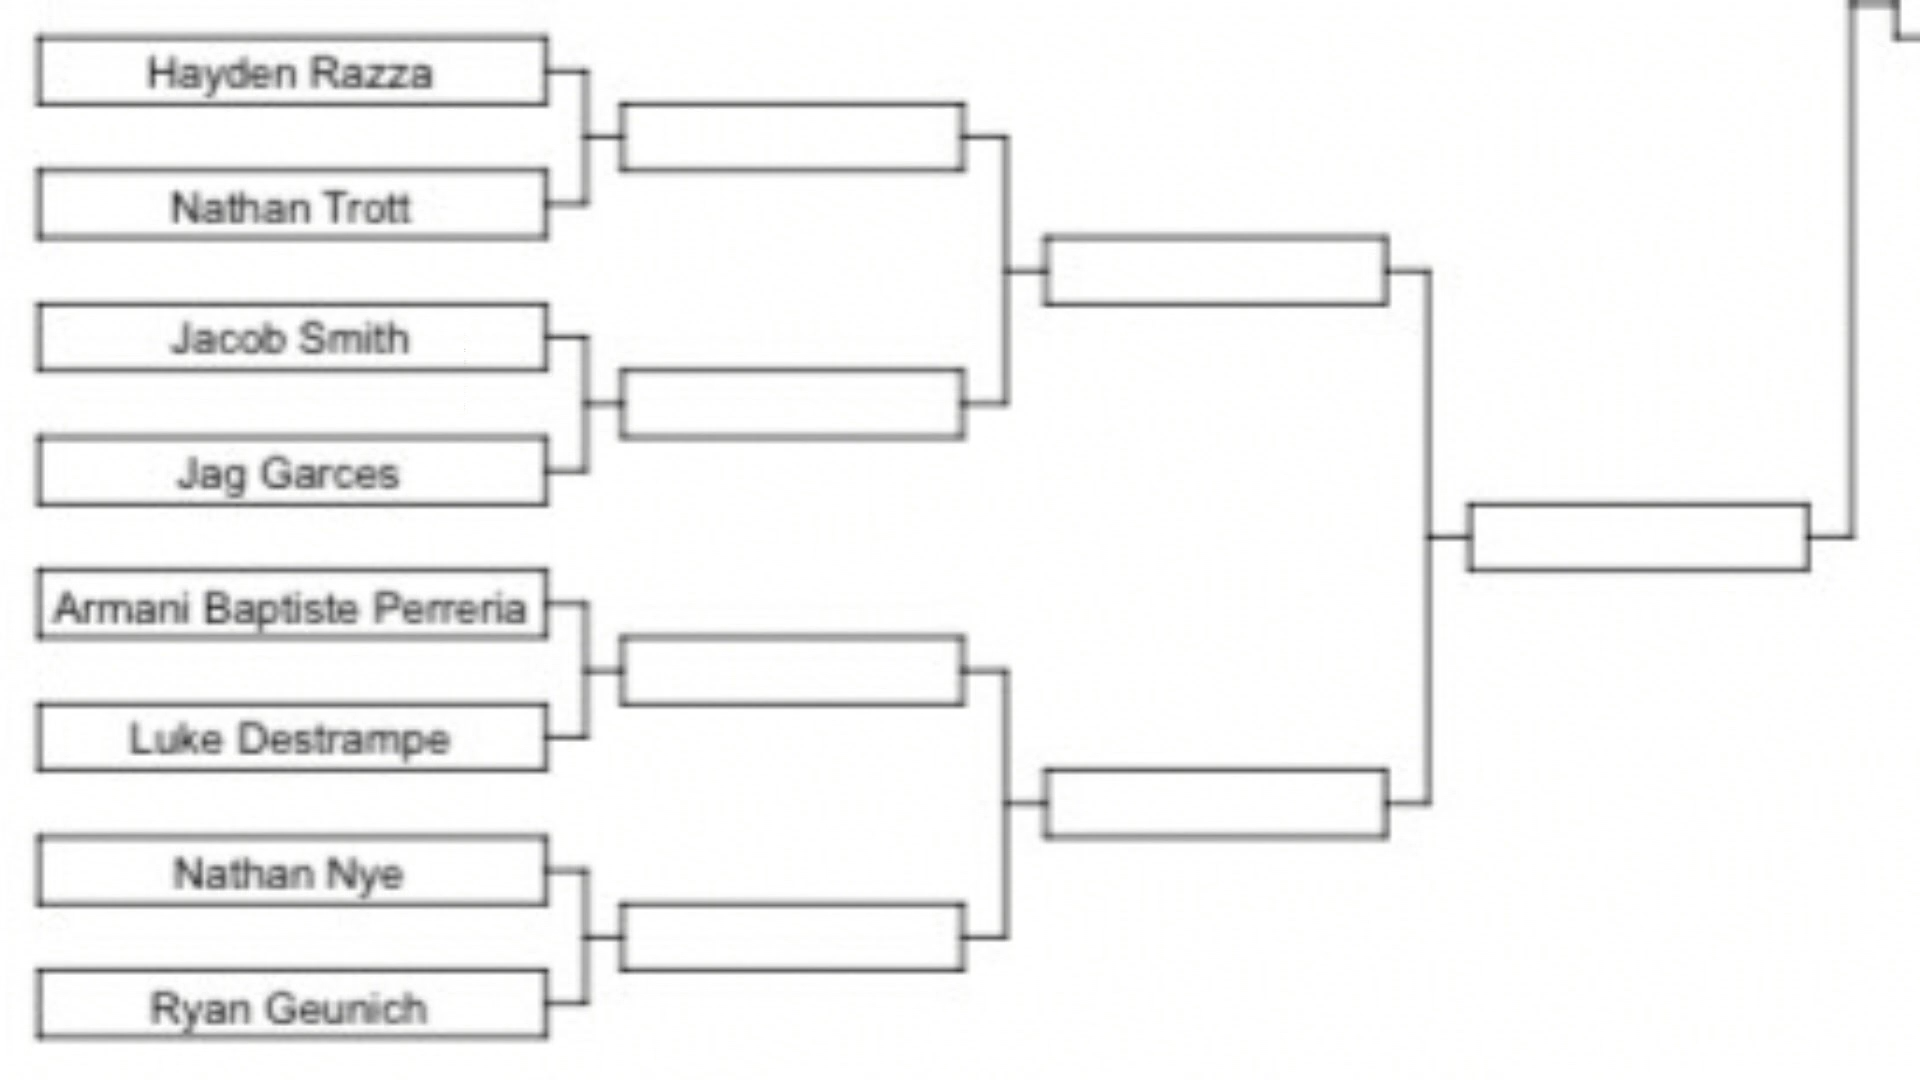 Hayden Razza
Nathan Trott
Jacob Smith
Jag Garces
Armani Baptiste Perreria
Luke Destrampe
Nathan Nye
Ryan Geunich